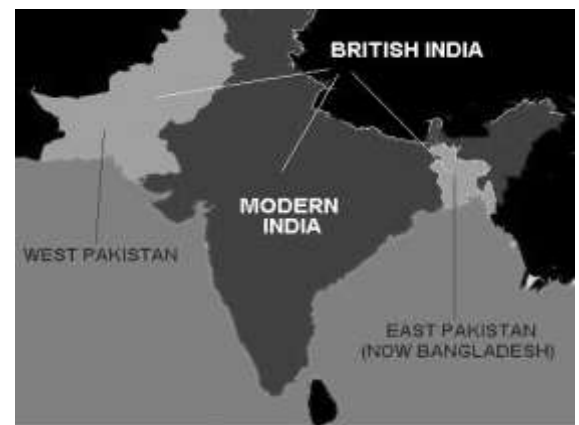 BRITISH INDIA
MODERN
INDIA
WEST PAKISTAN
EAST PAKISTAN
(NOW BANGLADESH)